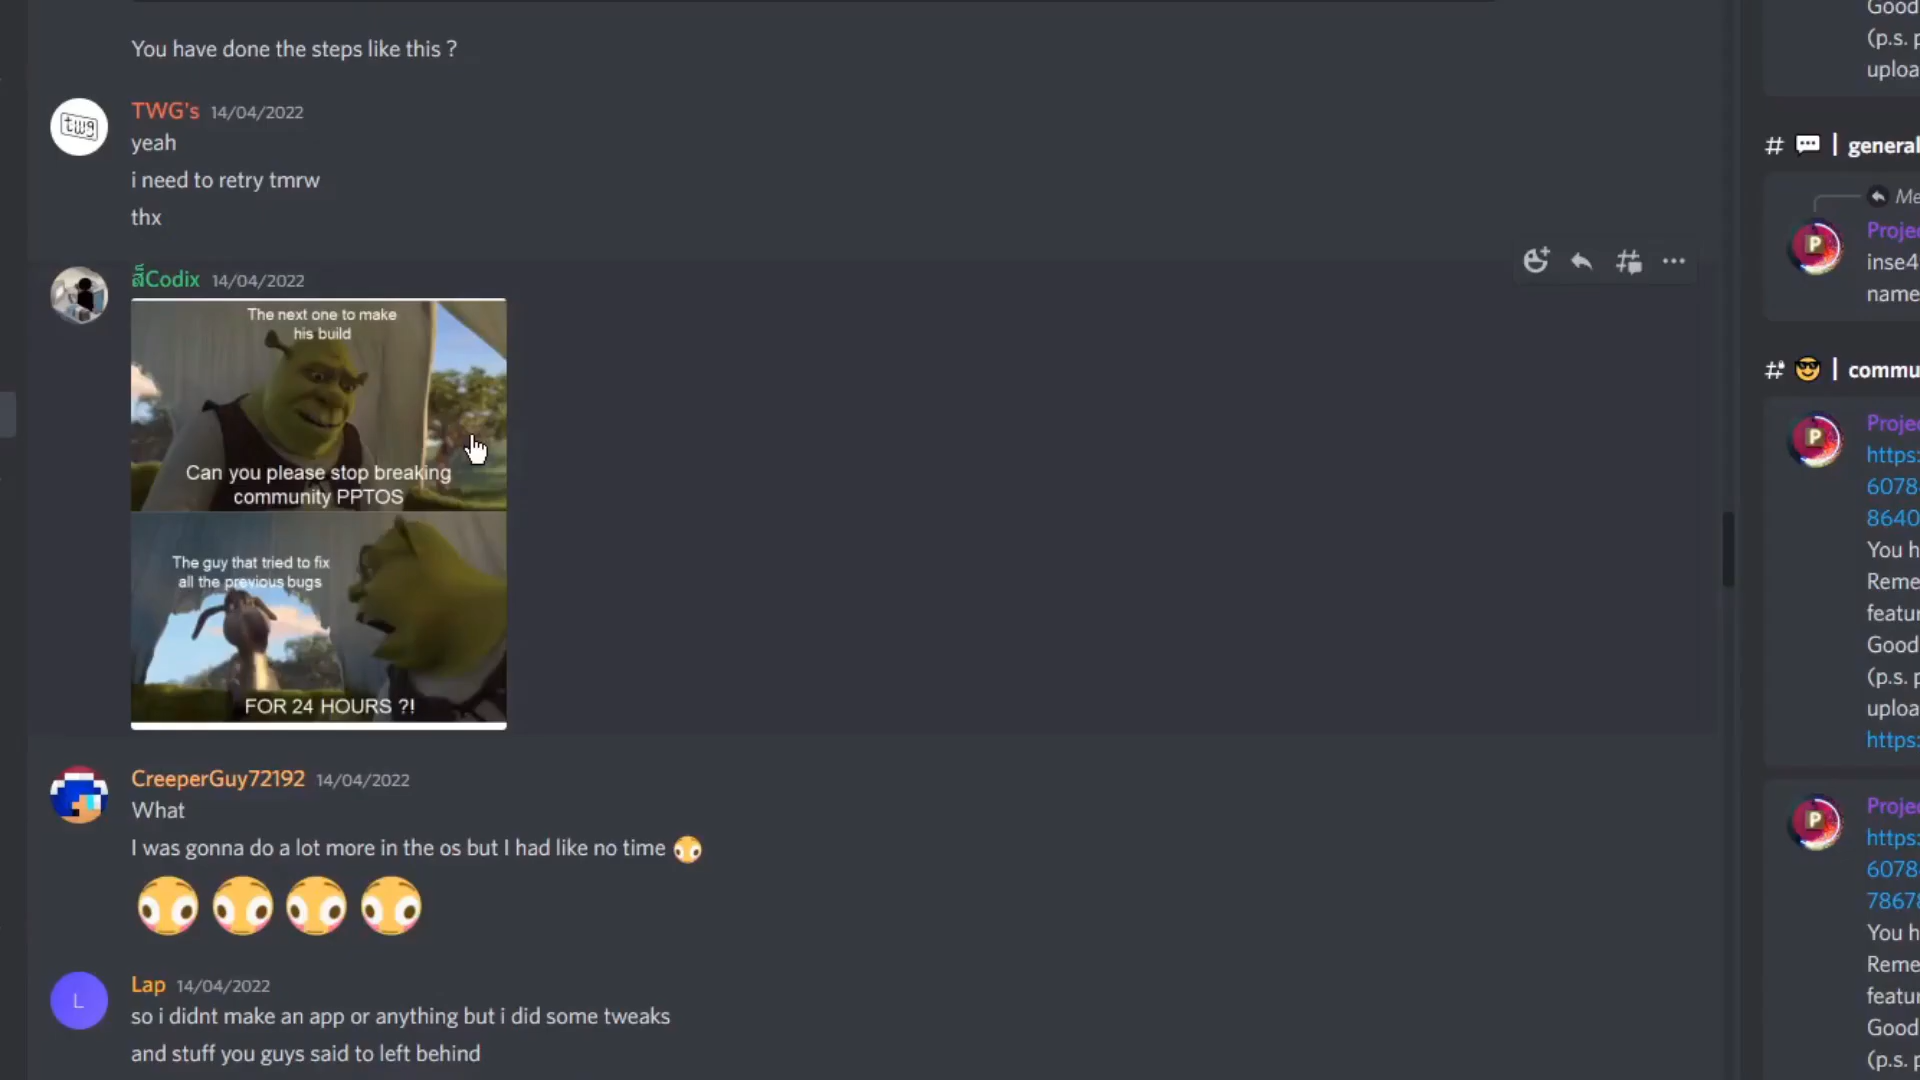 You have done the steps like this ?
twg
TWG's 14/04/2022
yeah
i need to retry tmrw
thx
Codix 14/04/2022
The next one to make
his build
Can you please stop breaking
community PPTOS
The guy that tried to fix
all the previous bugs
FOR 24 HOURS ?!
CreeperGuy72192 14/04/2022
What
I was gonna do a lot more in the os but I had like no time
L
Lap 14/04/2022
so i didnt make an app or anything but i did some tweaks
and stuff you guys said to left behind
Good
(p.s. p
uploa
# | general
Me
P
Projec
inse4
name
# | commu
P
Projec
https:
6078
8640
You h
Reme
featur
Good
(p.s. p
uploa
https:
P
Projec
https:
6078
7867
You h
Reme
featur
Good
(p.s. p